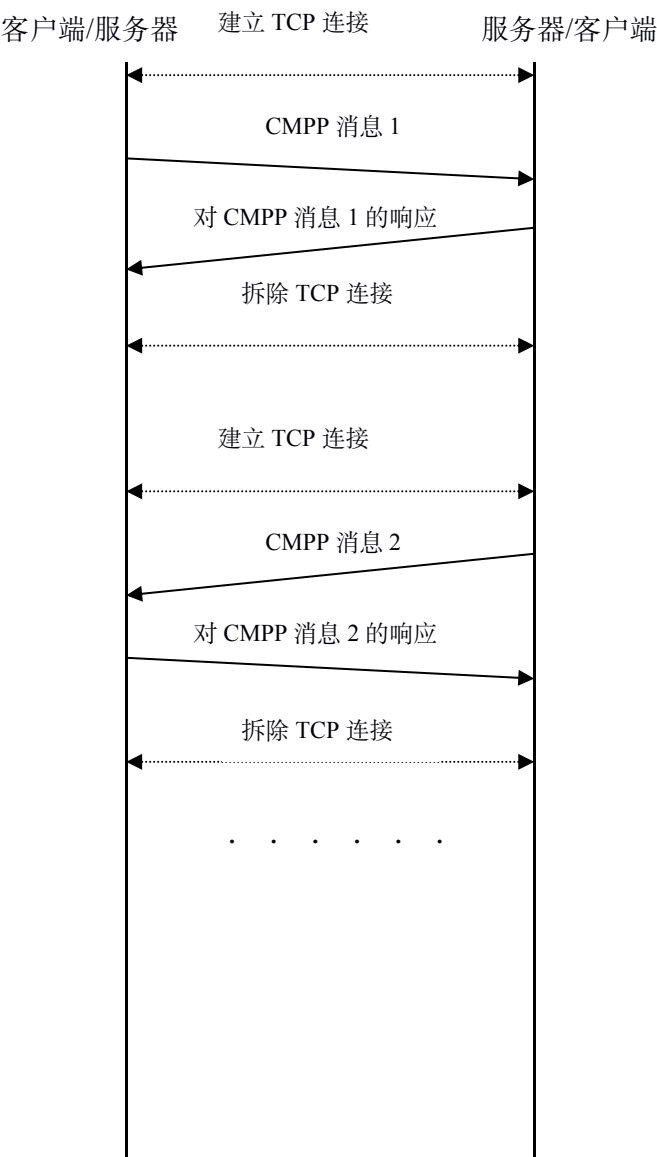 客户端/服务器
建立 TCP 连接
服务器/客户端
CMPP 消息 1
对 CMPP 消息 1 的响应
拆除 TCP 连接
建立 TCP 连接
CMPP 消息 2
对 CMPP 消息 2 的响应
拆除 TCP 连接
. . . . . .